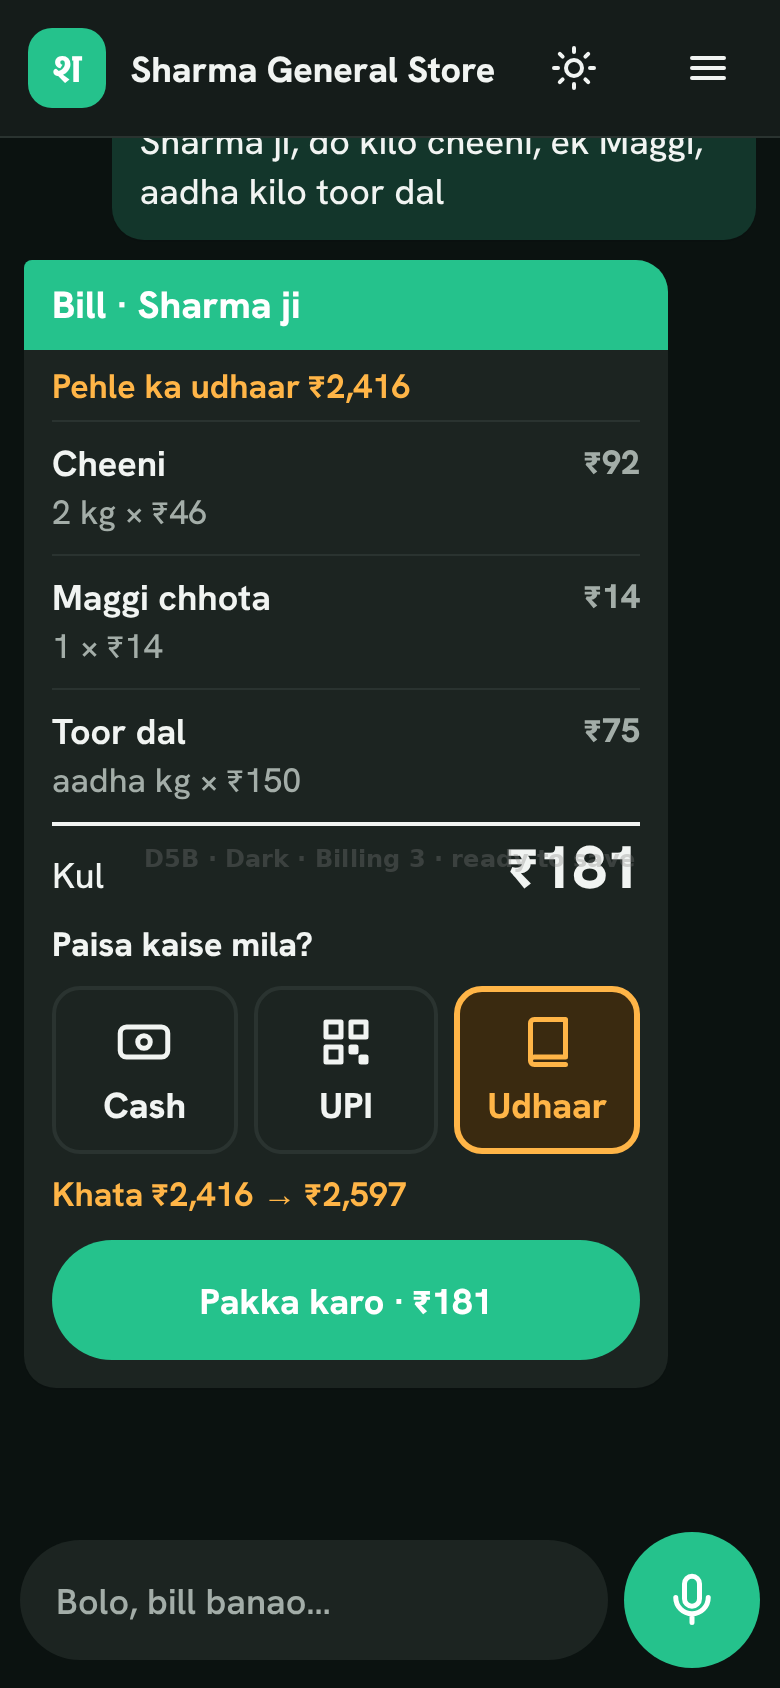 श
Sharma General Store
Sharma ji, do kilo cheeni, ek Maggi,
aadha kilo toor dal
Bill · Sharma ji
Pehle ka udhaar ₹2,416
Cheeni ₹92
2 kg × ₹46
Maggi chhota ₹14
1 × ₹14
Toor dal ₹75
aadha kg × ₹150
D5B · Dark · Billing 3 · ready to save
Kul ₹181
Paisa kaise mila?
Cash UPI Udhaar
Khata ₹2,416 → ₹2,597
Pakka karo · ₹181
Bolo, bill banao...